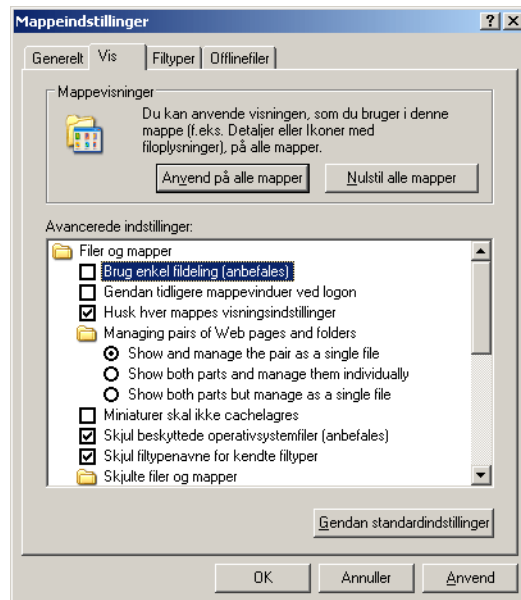 Mappeindstillinger
Generelt Vis Filtyper Offlinefiler
Mappevisninger
Du kan anvende visningen, som du bruger i denne
mappe (f.eks. Detaljer eller Ikoner med
filoplysninger), på alle mapper.
Anvend på alle mapper Nulstil alle mapper
Avancerede indstillinger:
Filer og mapper
Brug enkel fildeling (anbefales)
Gendan tidligere mappevinduer ved logon
Husk hver mappes visningsindstillinger
Managing pairs of Web pages and folders
Show and manage the pair as a single file
Show both parts and manage them individually
Show both parts but manage as a single file
Miniaturer skal ikke cachelagres
Skjul beskyttede operativsystemfiler (anbefales)
Skjul filtypenavne for kendte filtyper
Skjulte filer og mapper
Gendan standardindstillinger
OK Annuller Anvend